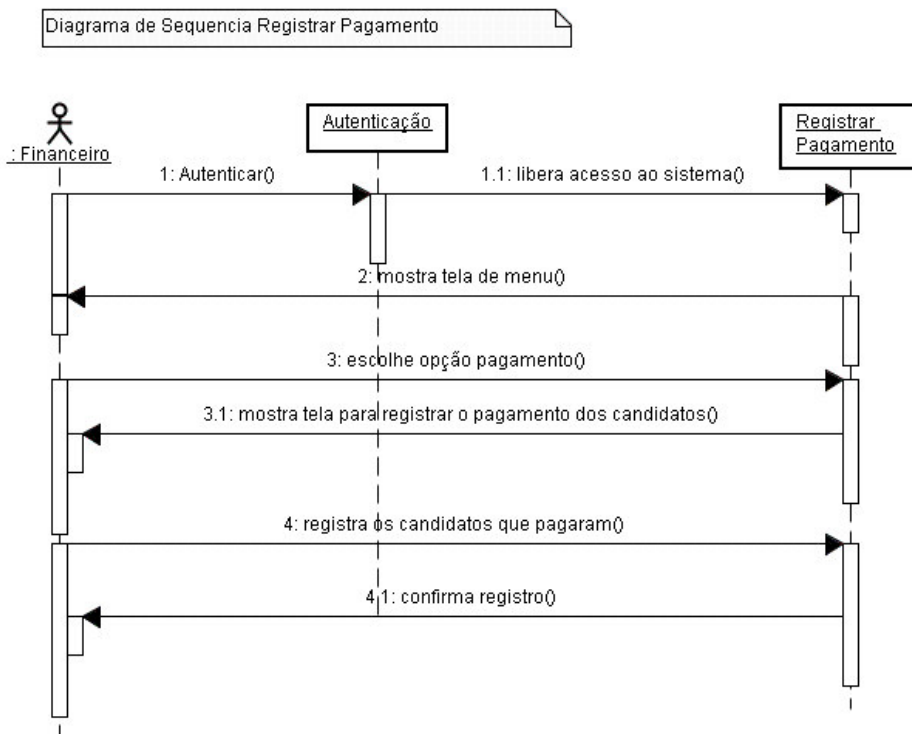 Diagrama de Sequencia Registrar Pagamento
: Financeiro
Autenticação
Registrar
Pagamento
1: Autenticar()
1.1: libera acesso ao sistema()
2: mostra tela de menu()
3: escolhe opção pagamento()
3.1: mostra tela para registrar o pagamento dos candidatos()
4: registra os candidatos que pagaram()
4.1: confirma registro()